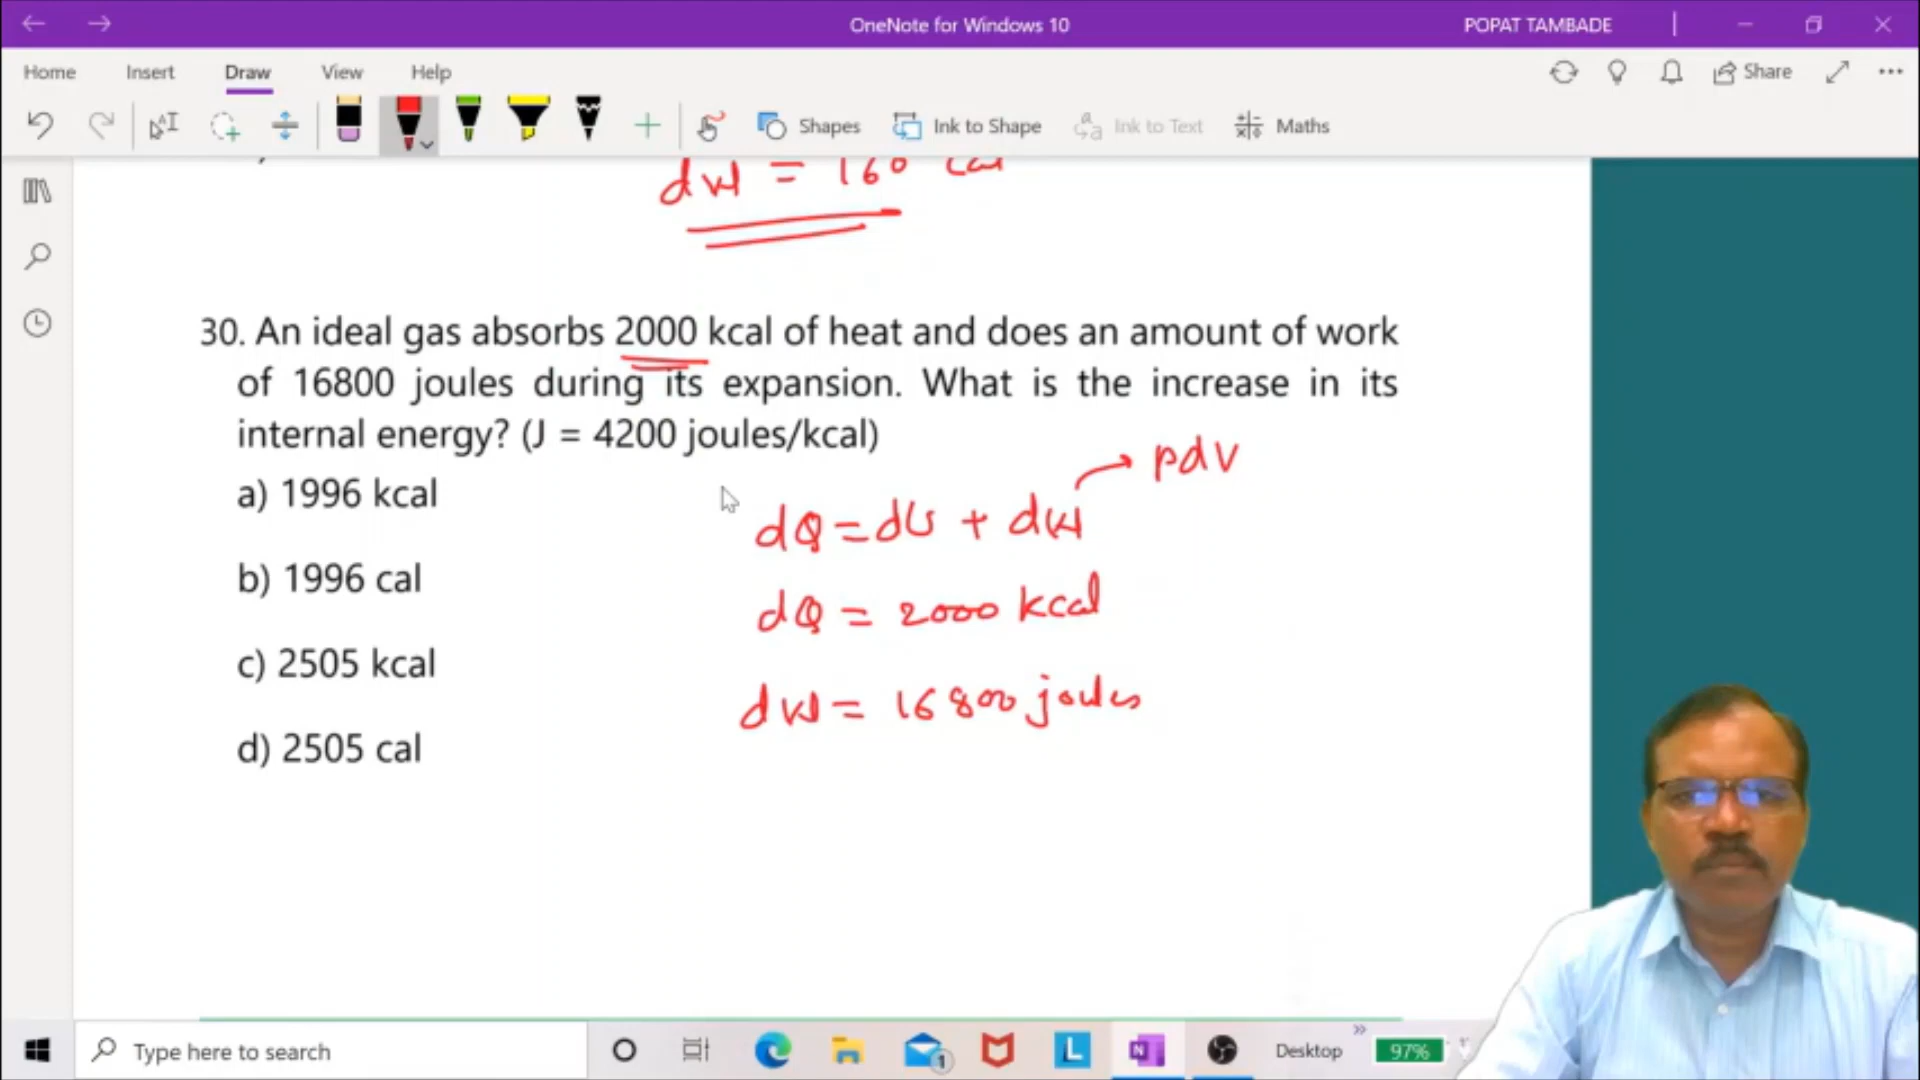 OneNote for Windows 10
POPAT TAMBADE
Home Insert Draw View Help
Share
Shapes Ink to Shape Ink to Text Maths
dW = 160 cal
30. An ideal gas absorbs 2000 kcal of heat and does an amount of work
of 16800 joules during its expansion. What is the increase in its
internal energy? (J = 4200 joules/kcal)
pdV
a) 1996 kcal
dQ = dU + dW
b) 1996 cal
dQ = 2000 kcal
c) 2505 kcal
dW = 16800 joules
d) 2505 cal
Type here to search
1
L
N
Desktop
97%